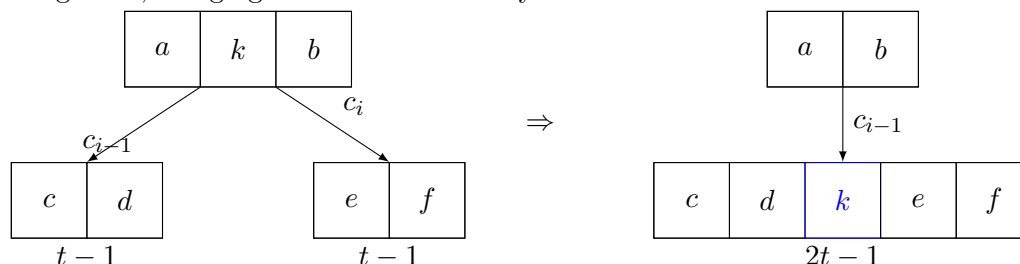 a k b a b
c_i
⇒ c_{i-1}
c_{i-1}
c d e f c d k e f
t − 1 t − 1 2t − 1